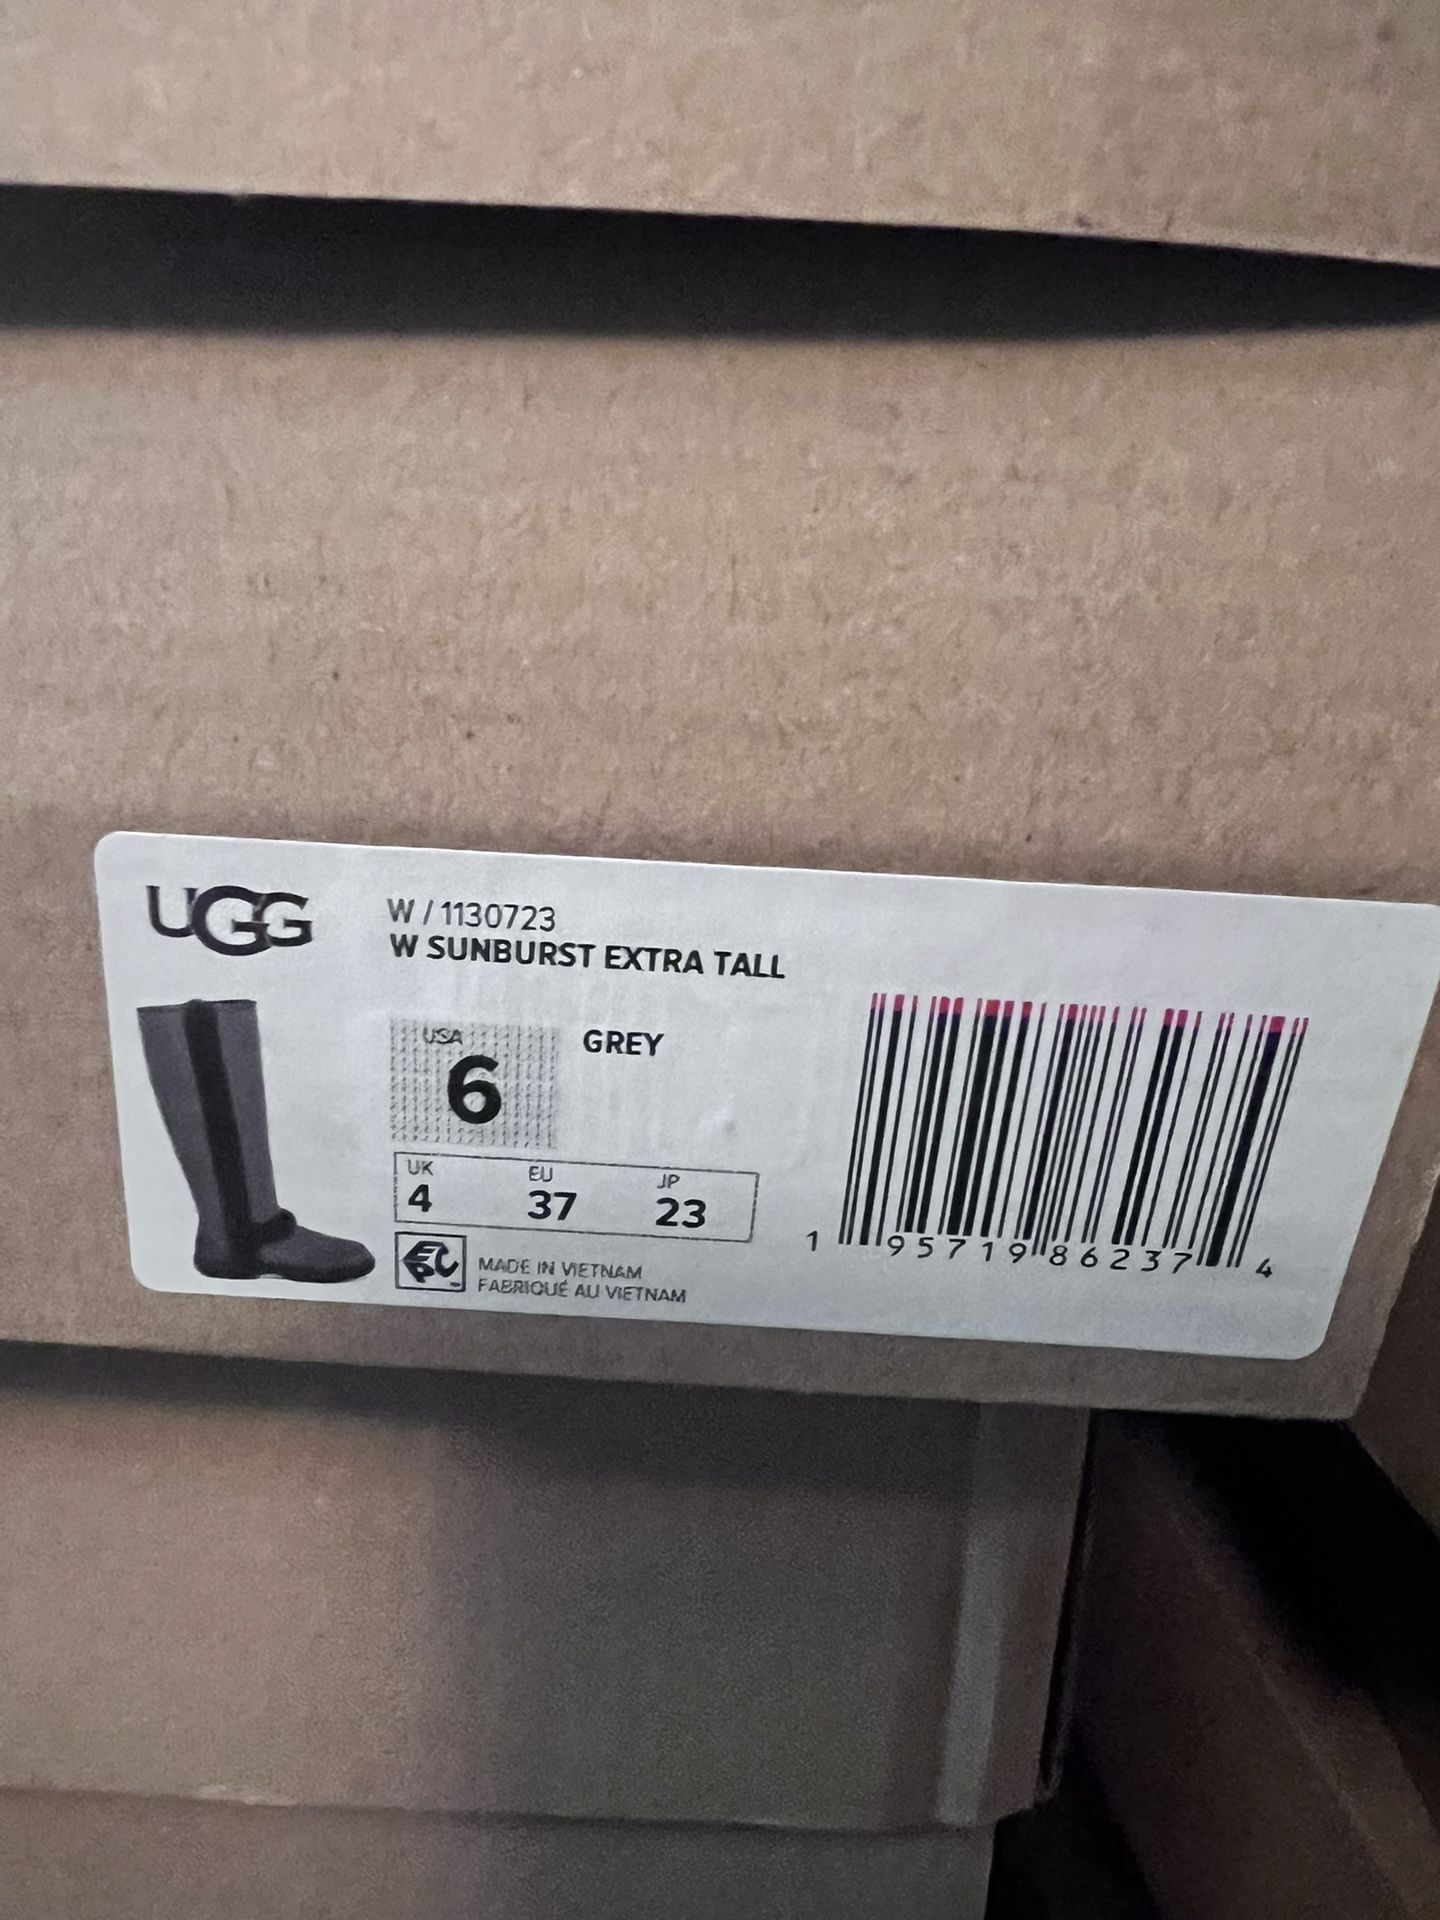 UGG
W / 1130723
W SUNBURST EXTRA TALL
USA
6
GREY
UK EU JP
4 37 23
MADE IN VIETNAM
FABRIQUÉ AU VIETNAM
1 95719 86237 4